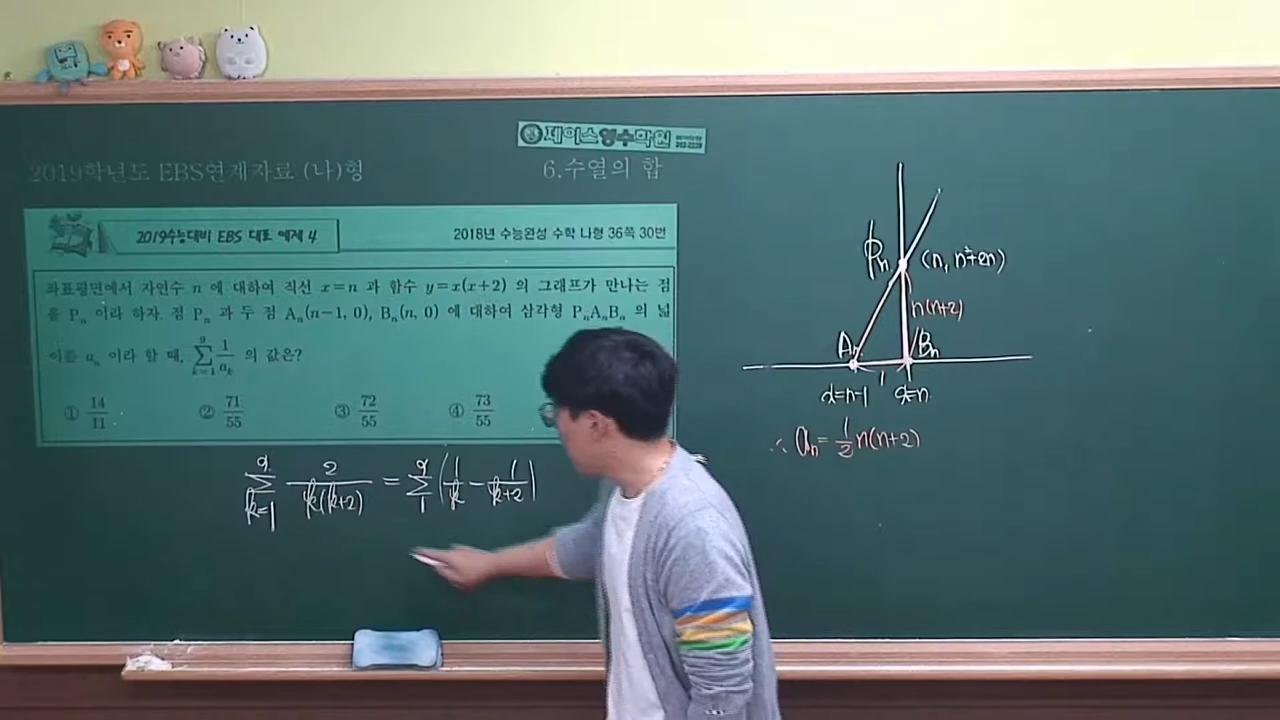 제이스영수학원
2019학년도 EBS연계자료 (나)형
6.수열의 합
2019수능대비 EBS 대표 예제 4
2018년 수능완성 수학 나형 36쪽 30번
좌표평면에서 자연수 n 에 대하여 직선 x=n 과 함수 y=x(x+2) 의 그래프가 만나는 점
을 Pₙ 이라 하자. 점 Pₙ 과 두 점 Aₙ(n−1, 0), Bₙ(n, 0) 에 대하여 삼각형 PₙAₙBₙ 의 넓
이를 aₙ 이라 할 때, ∑_{k=1}^{9} 1/a_k 의 값은?
① 14/11 ② 71/55 ③ 72/55 ④ 73/55
∑_{k=1}^{9} 2/(k(k+2)) = ∑_{1}^{9} (1/k − 1/(k+2))
Pₙ (n, n²+2n)
n(n+2)
Aₙ Bₙ
1
x=n−1 x=n
∴ aₙ = 1/2 n(n+2)